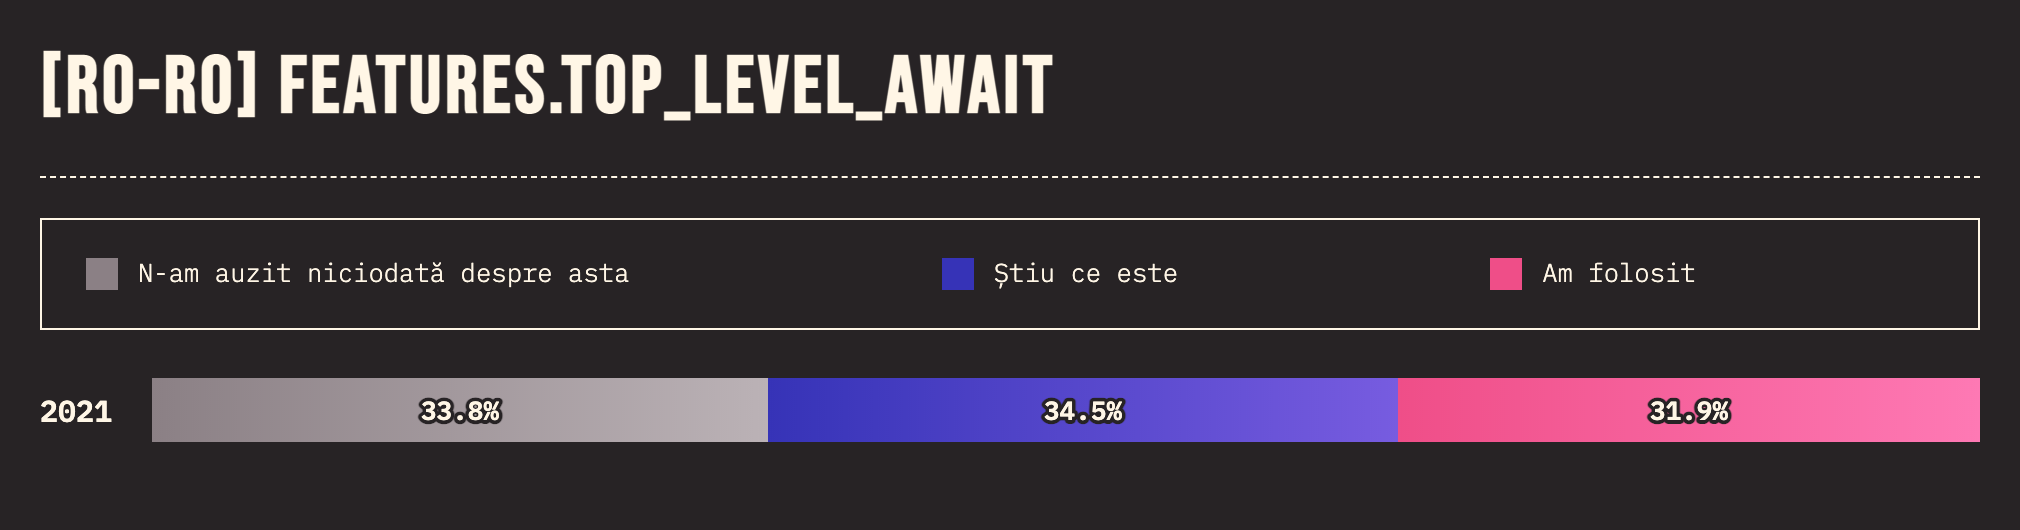 [RO-RO] FEATURES.TOP_LEVEL_AWAIT
N-am auzit niciodată despre asta
Știu ce este
Am folosit
2021 33.8% 34.5% 31.9%